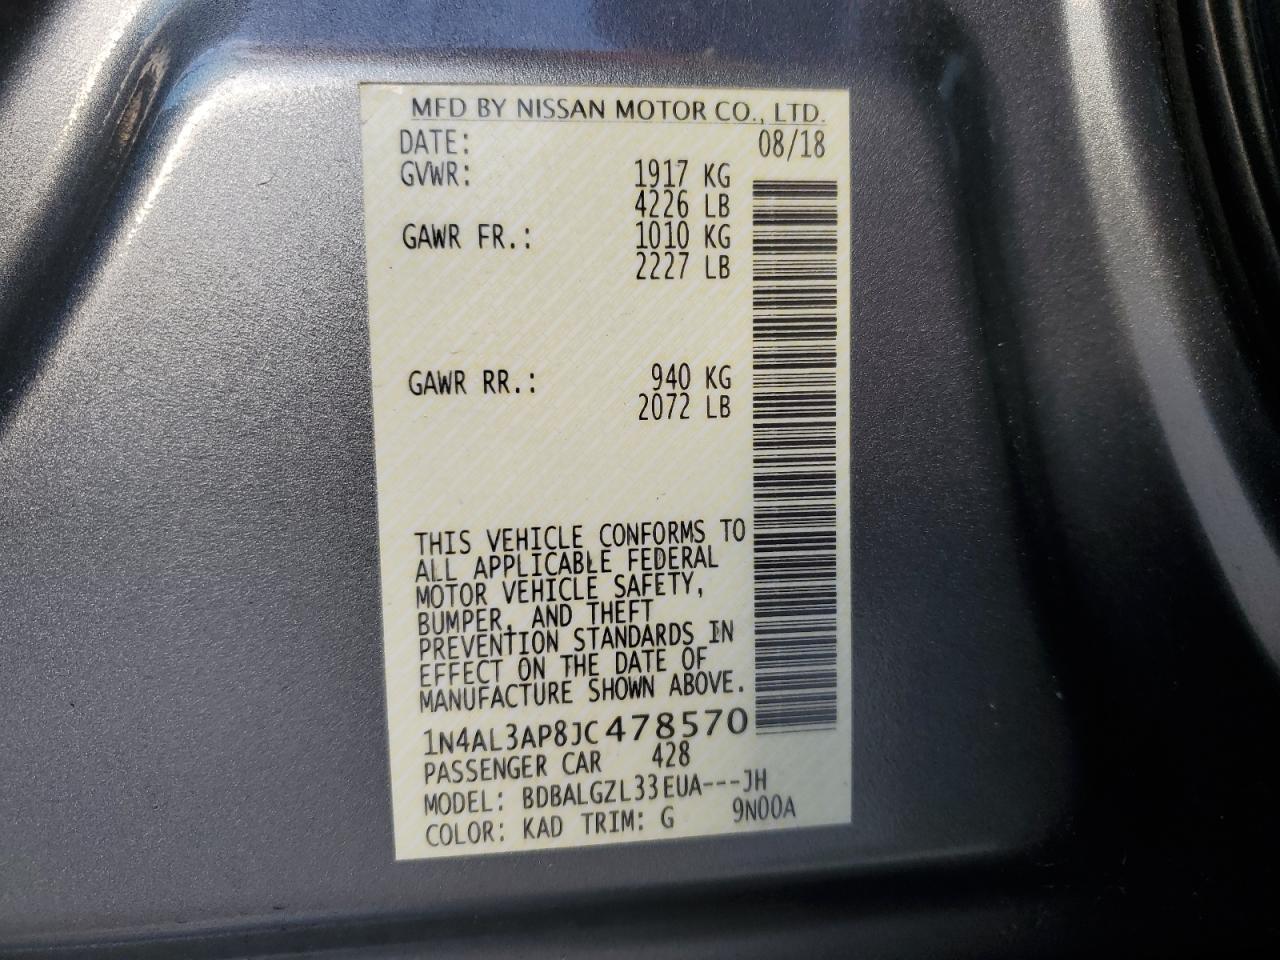 MFD BY NISSAN MOTOR CO., LTD.
DATE: 08/18
GVWR: 1917 KG
4226 LB
GAWR FR.: 1010 KG
2227 LB
GAWR RR.: 940 KG
2072 LB
THIS VEHICLE CONFORMS TO
ALL APPLICABLE FEDERAL
MOTOR VEHICLE SAFETY,
BUMPER, AND THEFT
PREVENTION STANDARDS IN
EFFECT ON THE DATE OF
MANUFACTURE SHOWN ABOVE.
1N4AL3AP8JC478570
PASSENGER CAR 428
MODEL: BDBALGZL33EUA---JH
COLOR: KAD TRIM: G 9N00A